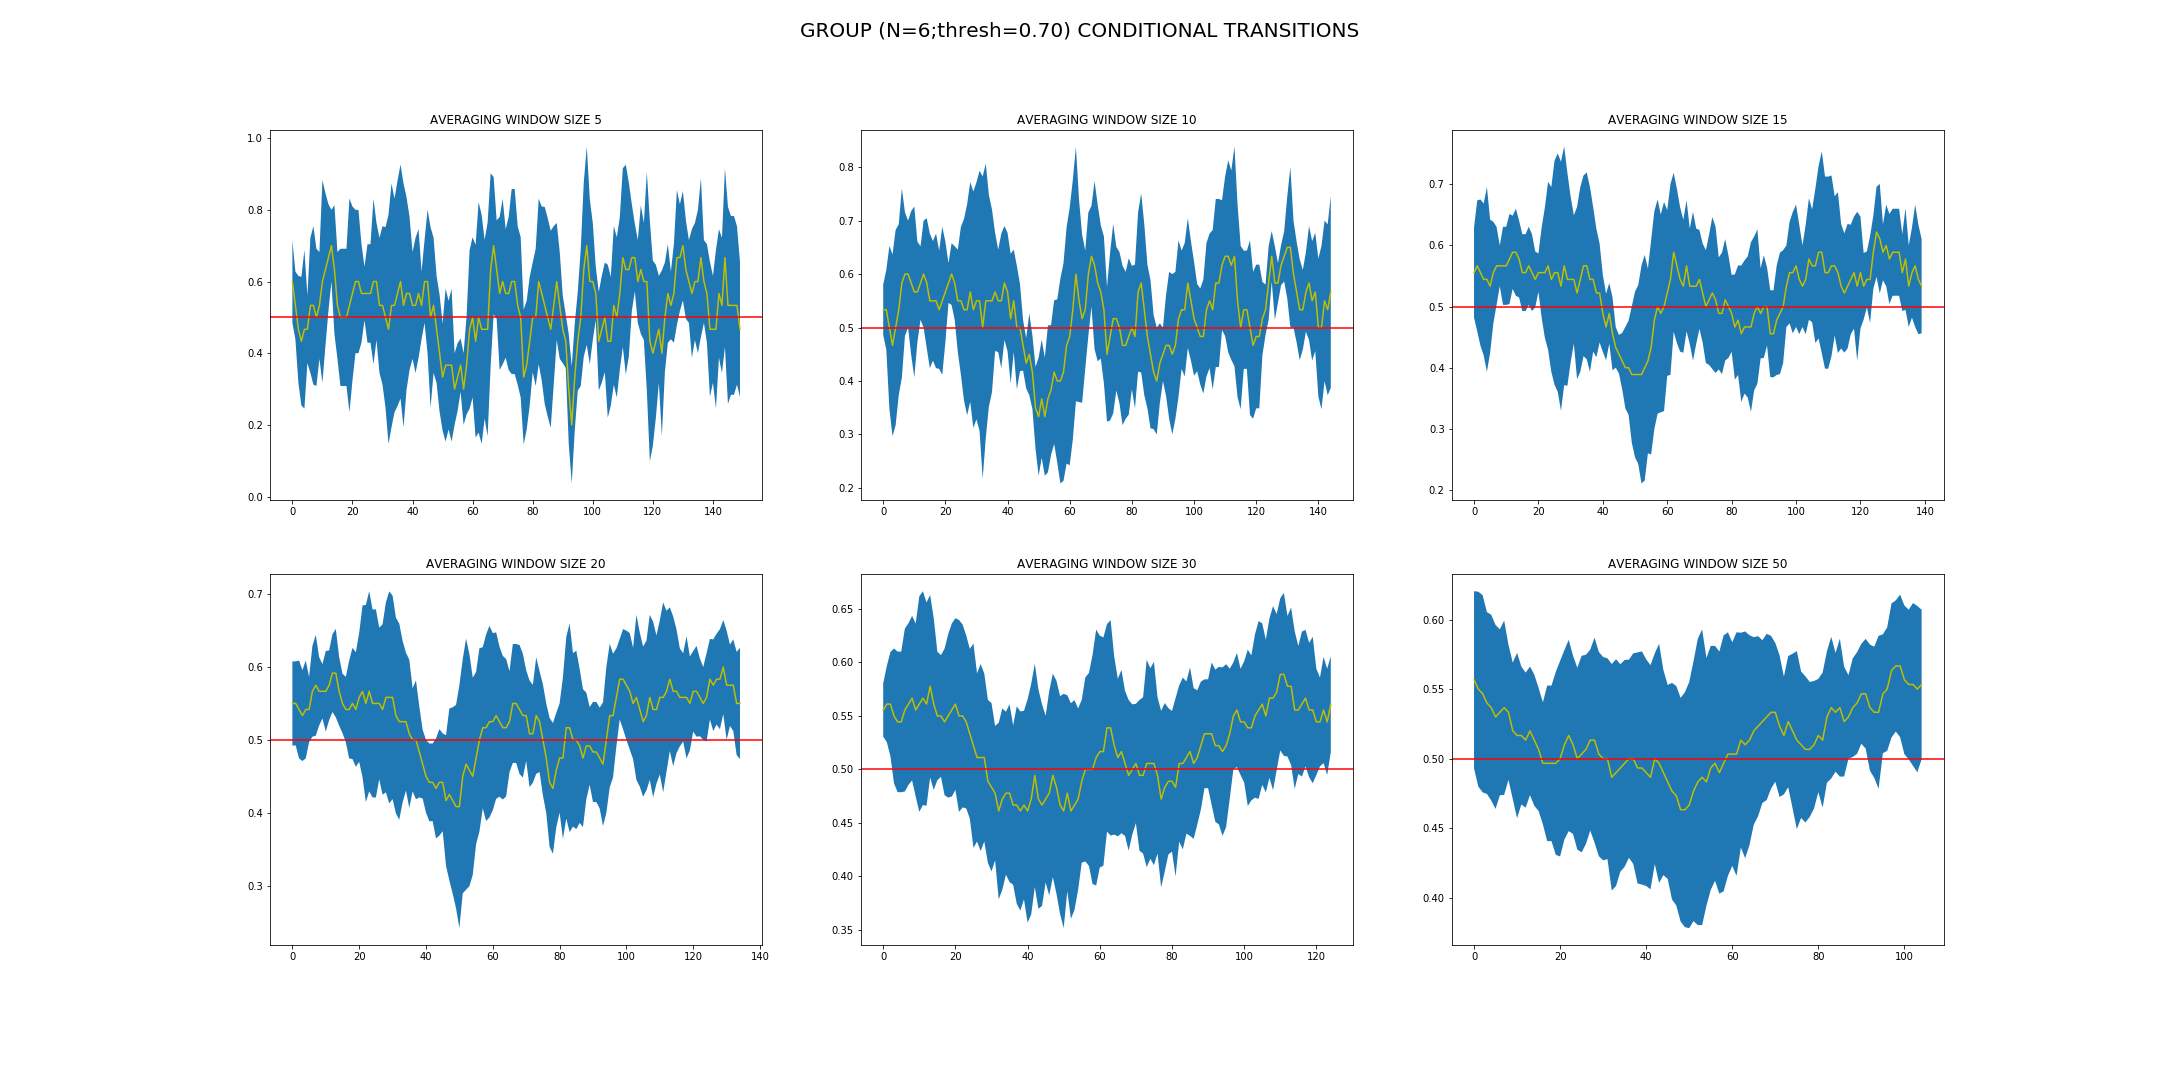 GROUP (N=6;thresh=0.70) CONDITIONAL TRANSITIONS
AVERAGING WINDOW SIZE 5
1.0
0.8
0.6
0.4
0.2
0.0
0 20 40 60 80 100 120 140
AVERAGING WINDOW SIZE 10
0.8
0.7
0.6
0.5
0.4
0.3
0.2
0 20 40 60 80 100 120 140
AVERAGING WINDOW SIZE 15
0.7
0.6
0.5
0.4
0.3
0.2
0 20 40 60 80 100 120 140
AVERAGING WINDOW SIZE 20
0.7
0.6
0.5
0.4
0.3
0 20 40 60 80 100 120 140
AVERAGING WINDOW SIZE 30
0.65
0.60
0.55
0.50
0.45
0.40
0.35
0 20 40 60 80 100 120
AVERAGING WINDOW SIZE 50
0.60
0.55
0.50
0.45
0.40
0 20 40 60 80 100